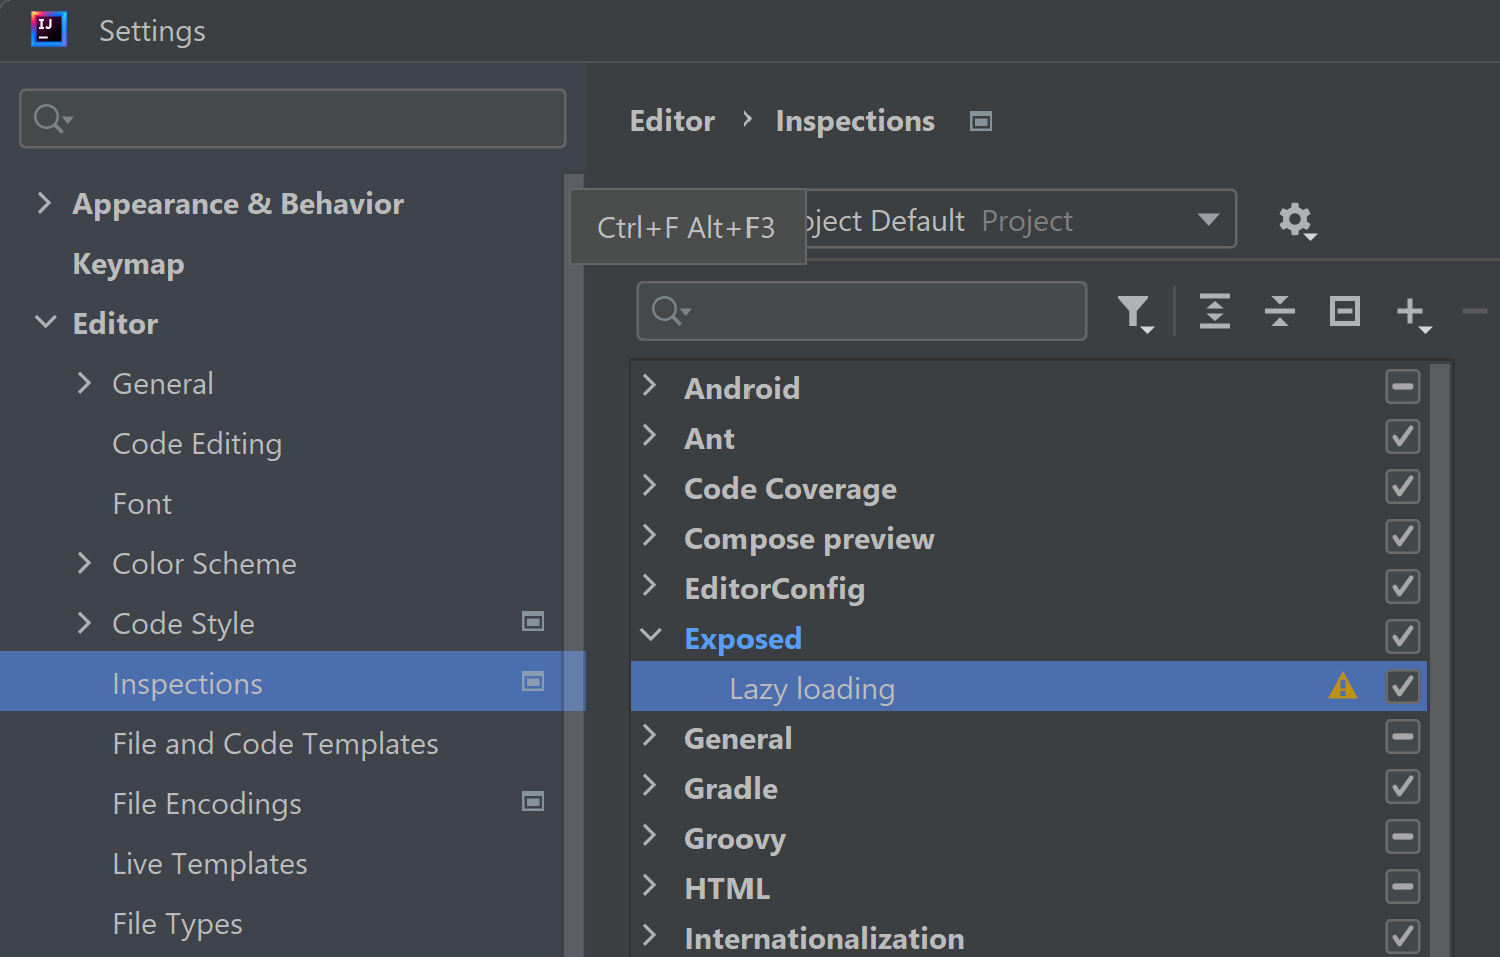 IJ
Settings
Appearance & Behavior
Keymap
Editor
General
Code Editing
Font
Color Scheme
Code Style
Inspections
File and Code Templates
File Encodings
Live Templates
File Types
Editor › Inspections
Ctrl+F Alt+F3
oject Default Project
Android
Ant
Code Coverage
Compose preview
EditorConfig
Exposed
Lazy loading
General
Gradle
Groovy
HTML
Internationalization